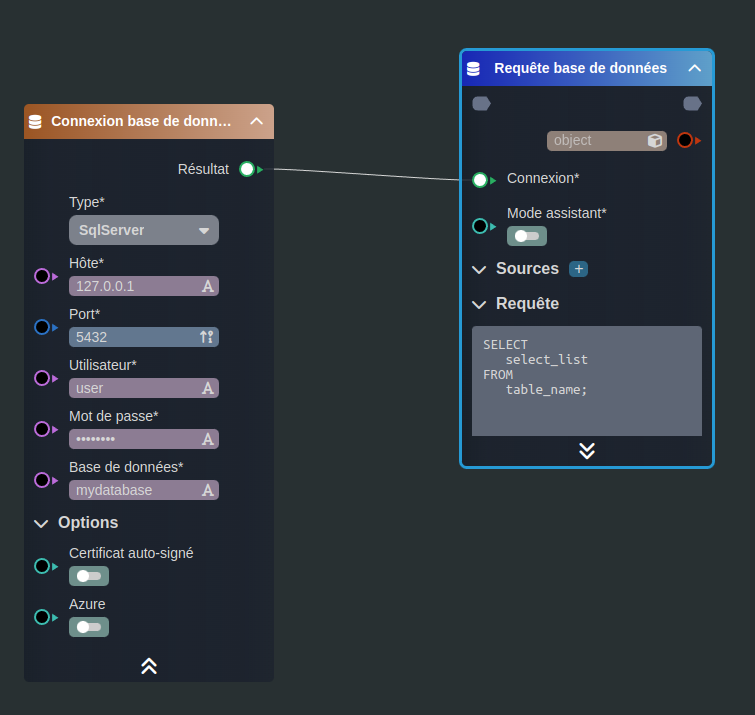 Connexion base de donn...
Résultat
Type*
SqlServer
Hôte*
127.0.0.1
Port*
5432
Utilisateur*
user
Mot de passe*
••••••••
Base de données*
mydatabase
Options
Certificat auto-signé
Azure
Requête base de données
object
Connexion*
Mode assistant*
Sources +
Requête
SELECT
select_list
FROM
table_name;